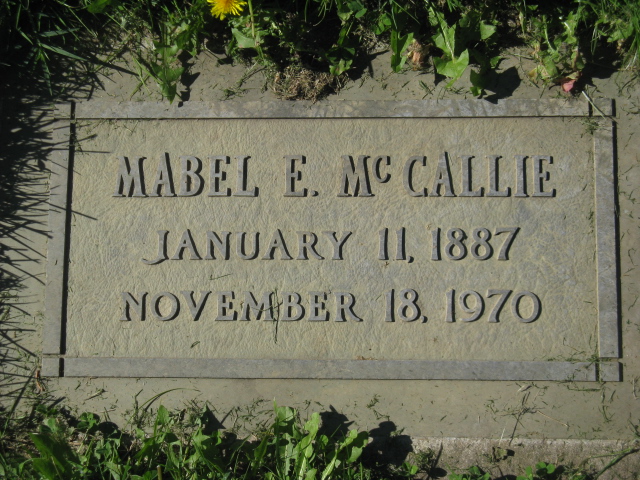 MABEL E. McCALLIE
JANUARY 11, 1887
NOVEMBER 18, 1970